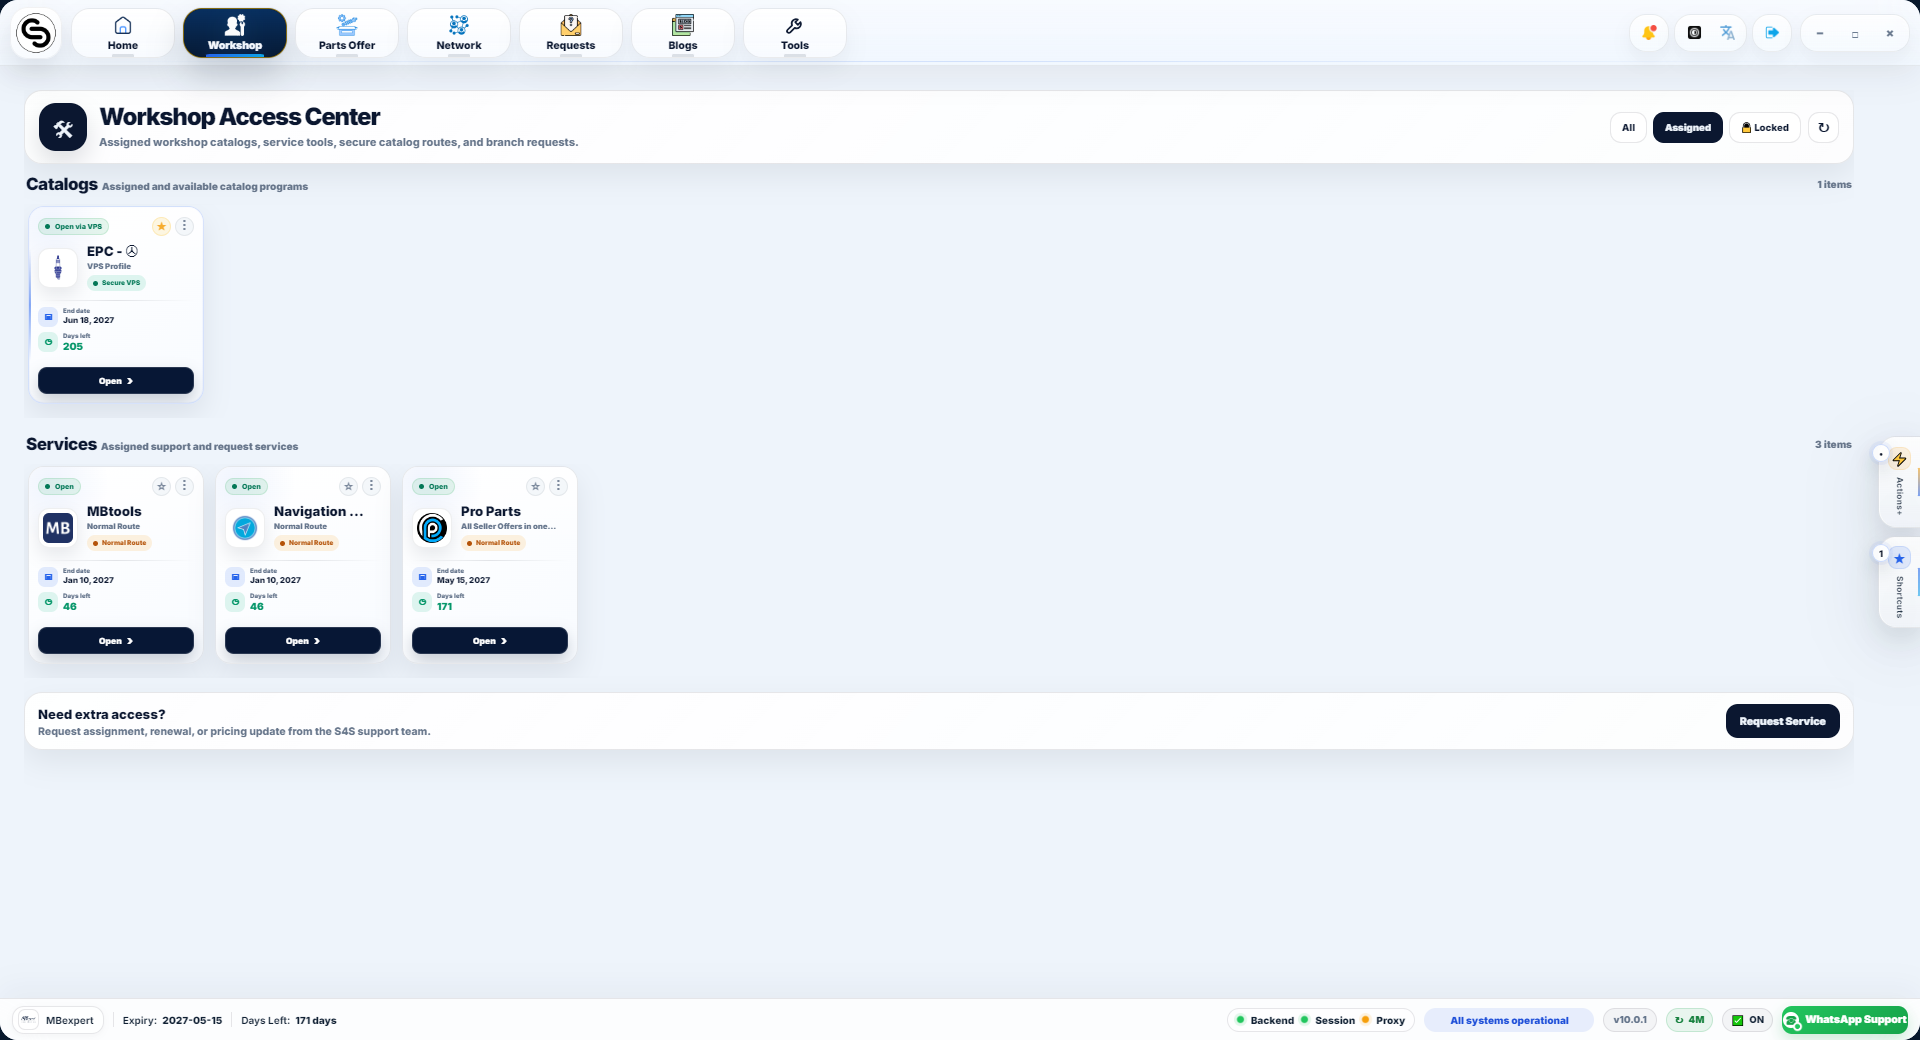 Home
Workshop
Parts Offer
Network
Requests
Blogs
Tools
Workshop Access Center
Assigned workshop catalogs, service tools, secure catalog routes, and branch requests.
All
Assigned
Locked
Catalogs Assigned and available catalog programs
1 items
Open via VPS
EPC -
VPS Profile
Secure VPS
End date
Jun 18, 2027
Days left
205
Open
Services Assigned support and request services
3 items
Open
MB
MBtools
Normal Route
Normal Route
End date
Jan 10, 2027
Days left
46
Open
Open
Navigation ...
Normal Route
Normal Route
End date
Jan 10, 2027
Days left
46
Open
Open
Pro Parts
All Seller Offers in one...
Normal Route
End date
May 15, 2027
Days left
171
Open
Actions+
1
Shortcuts
Need extra access?
Request assignment, renewal, or pricing update from the S4S support team.
Request Service
MBexpert
Expiry: 2027-05-15
Days Left: 171 days
Backend
Session
Proxy
All systems operational
v10.0.1
4M
ON
WhatsApp Support